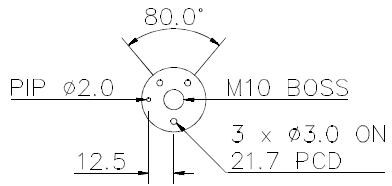 80.0°
PIP ø2.0
M10 BOSS
3 x ø3.0 ON
21.7 PCD
12.5